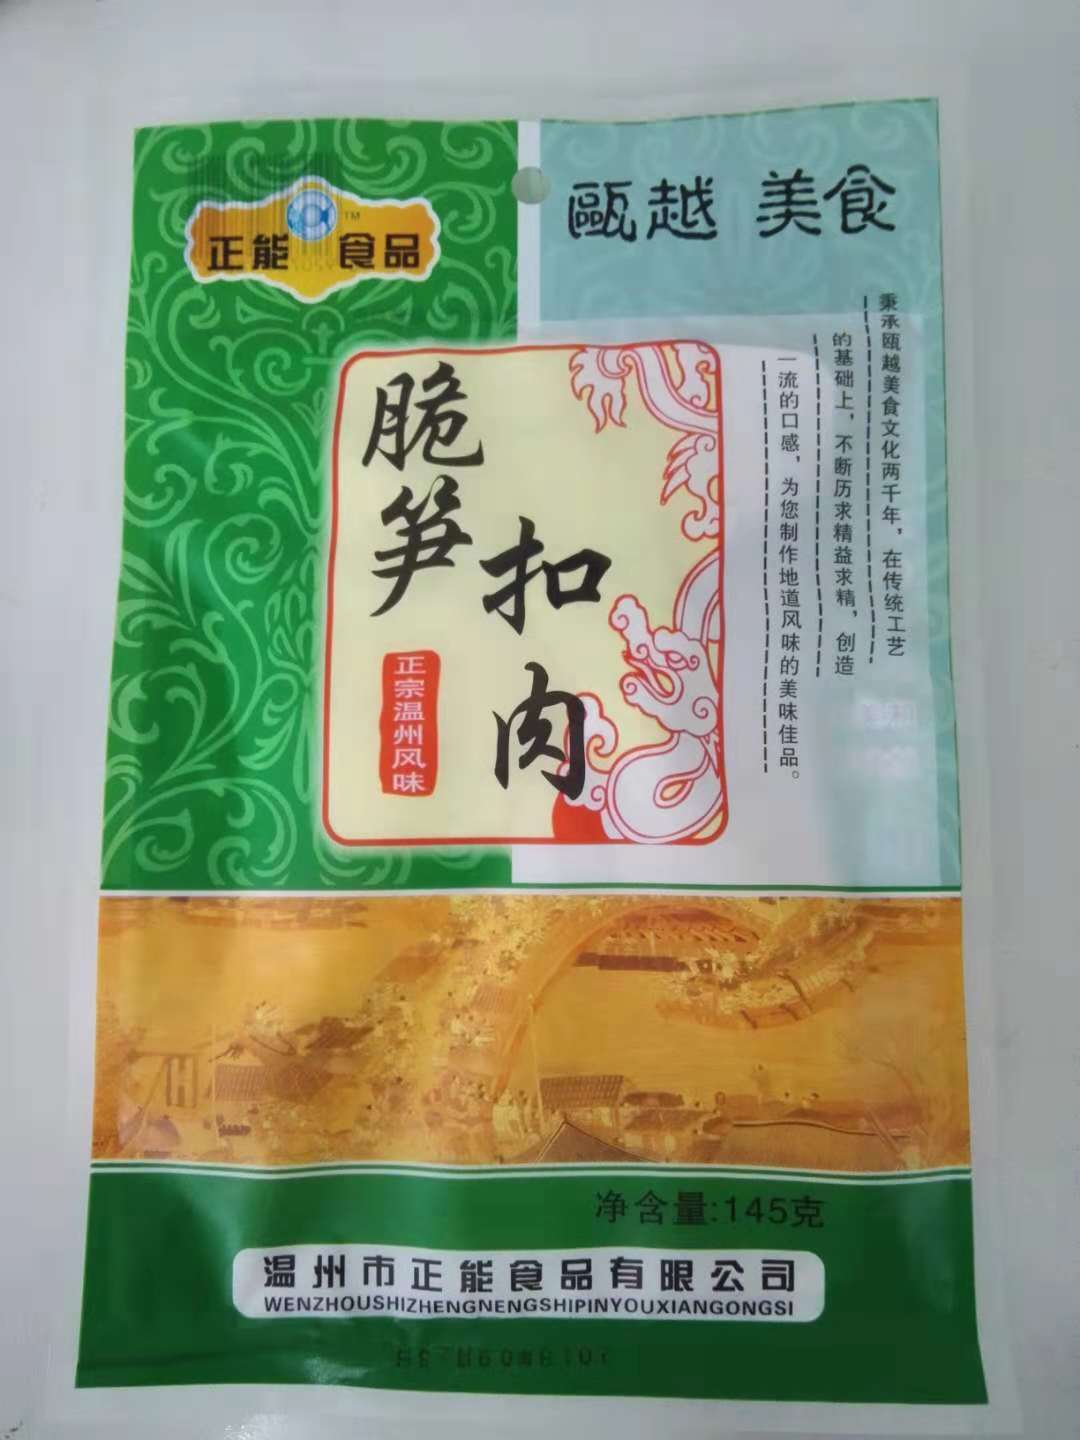 正能 食品
TM
甌越 美食
秉承瓯越美食文化两千年，在传统工艺
的基础上，不断历求精益求精，创造
一流的口感，为您制作地道风味的美味佳品。
脆笋
扣肉
正宗温州风味
净含量:145克
温州市正能食品有限公司
WENZHOUSHIZHENGNENGSHIPINYOUXIANGONGSI